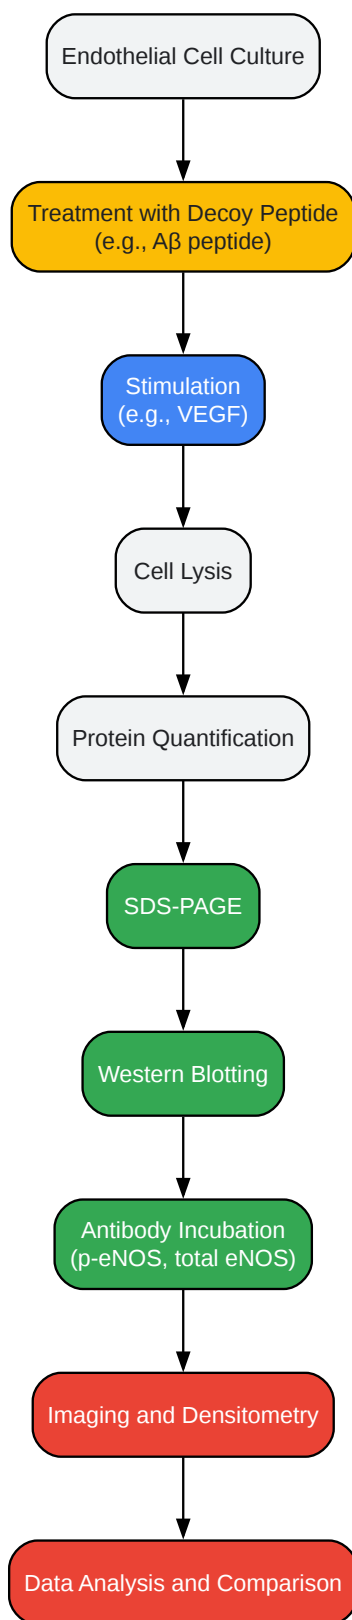 Endothelial Cell Culture
Treatment with Decoy Peptide
(e.g., Aβ peptide)
Stimulation
(e.g., VEGF)
Cell Lysis
Protein Quantification
SDS-PAGE
Western Blotting
Antibody Incubation
(p-eNOS, total eNOS)
Imaging and Densitometry
Data Analysis and Comparison